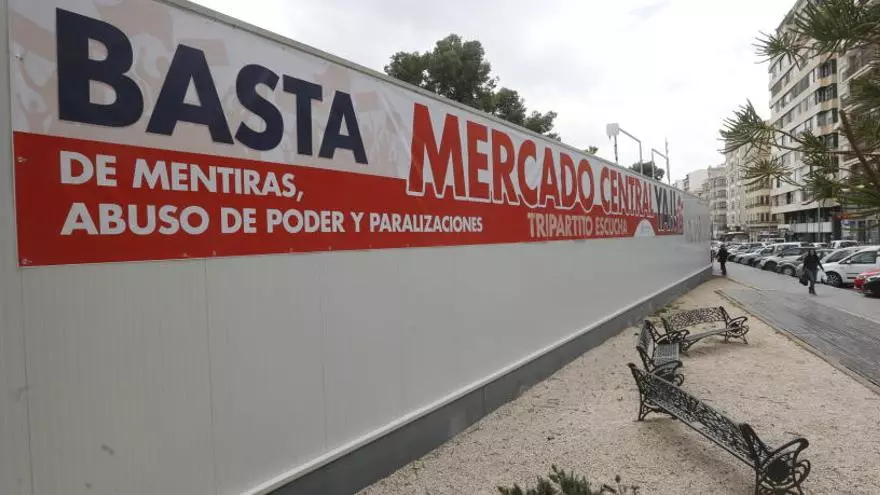 BASTA
DE MENTIRAS,
ABUSO DE PODER Y PARALIZACIONES
MERCADO CENTRAL YA!!
TRIPARTITO ESCUCHA